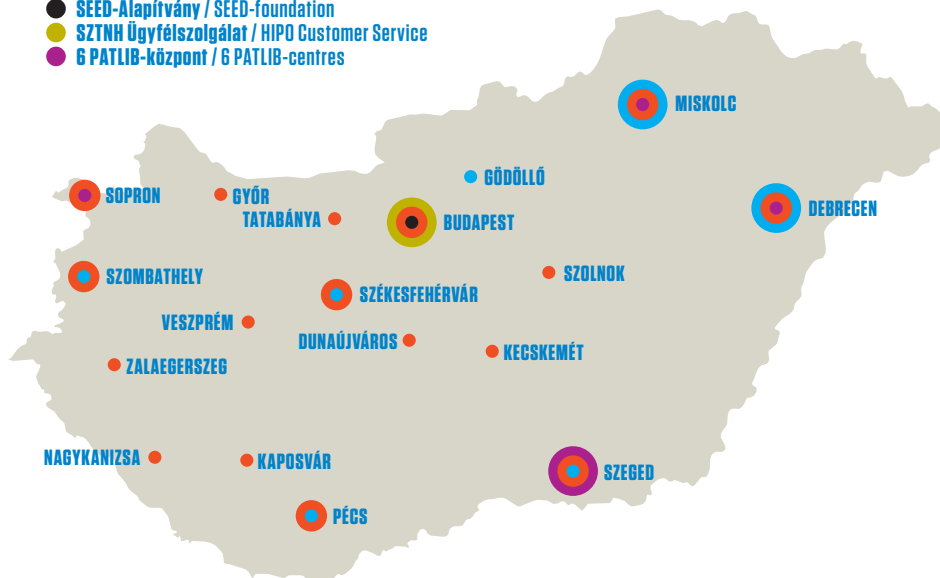 SEED-Alapítvány / SEED-foundation
SZTNH Ügyfélszolgálat / HIPO Customer Service
6 PATLIB-központ / 6 PATLIB-centres
MISKOLC
GÖDÖLLŐ
SOPRON
GYŐR
DEBRECEN
TATABÁNYA
BUDAPEST
SZOMBATHELY
SZOLNOK
SZÉKESFEHÉRVÁR
VESZPRÉM
DUNAÚJVÁROS
KECSKEMÉT
ZALAEGERSZEG
NAGYKANIZSA
KAPOSVÁR
SZEGED
PÉCS